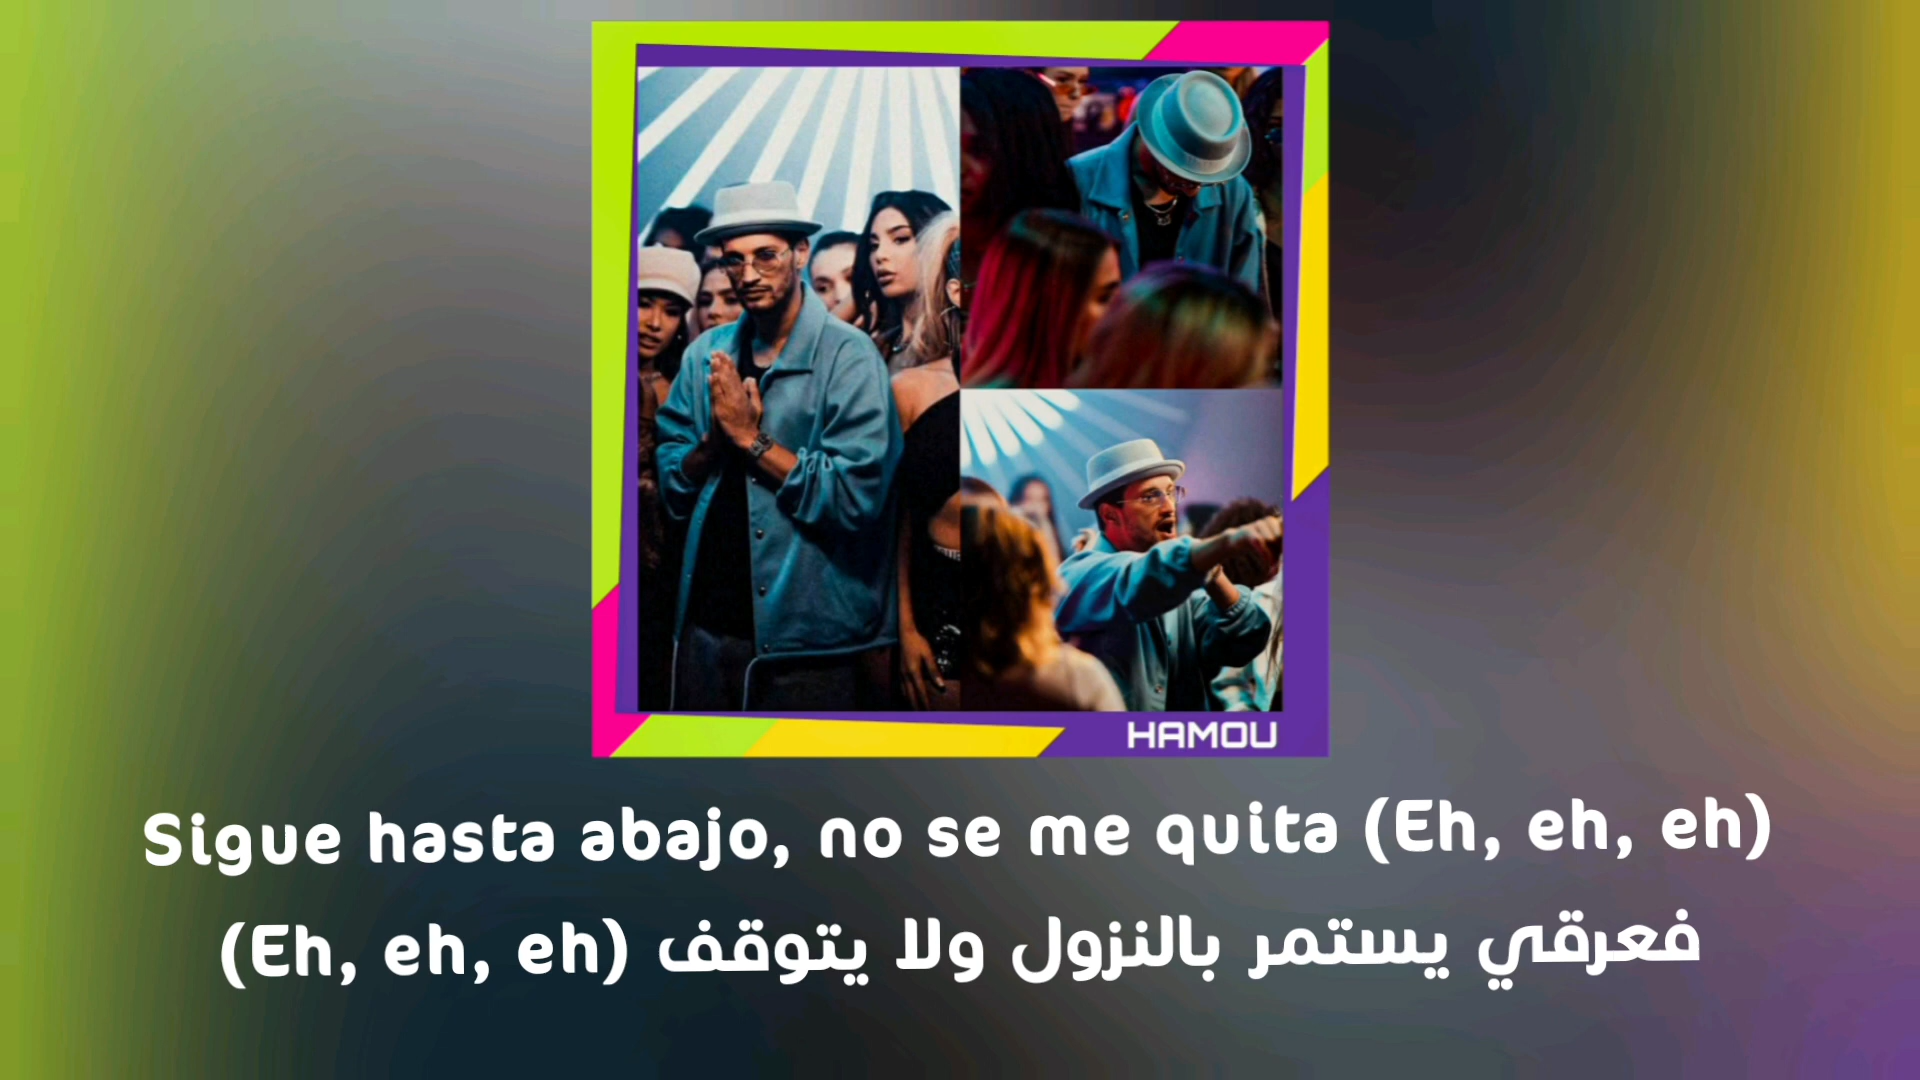 HAMOU
Sigue hasta abajo, no se me quita (Eh, eh, eh)
فعرقي يستمر بالنزول ولا يتوقف (Eh, eh, eh)